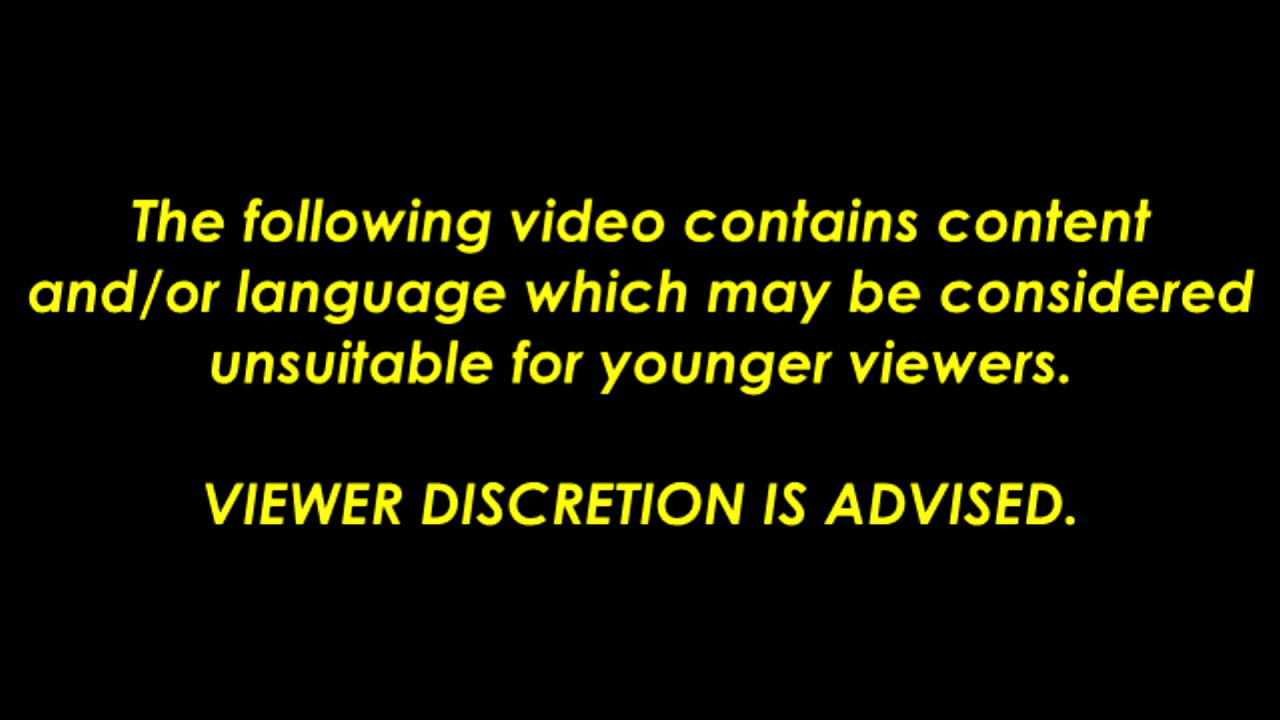 The following video contains content
and/or language which may be considered
unsuitable for younger viewers.
VIEWER DISCRETION IS ADVISED.